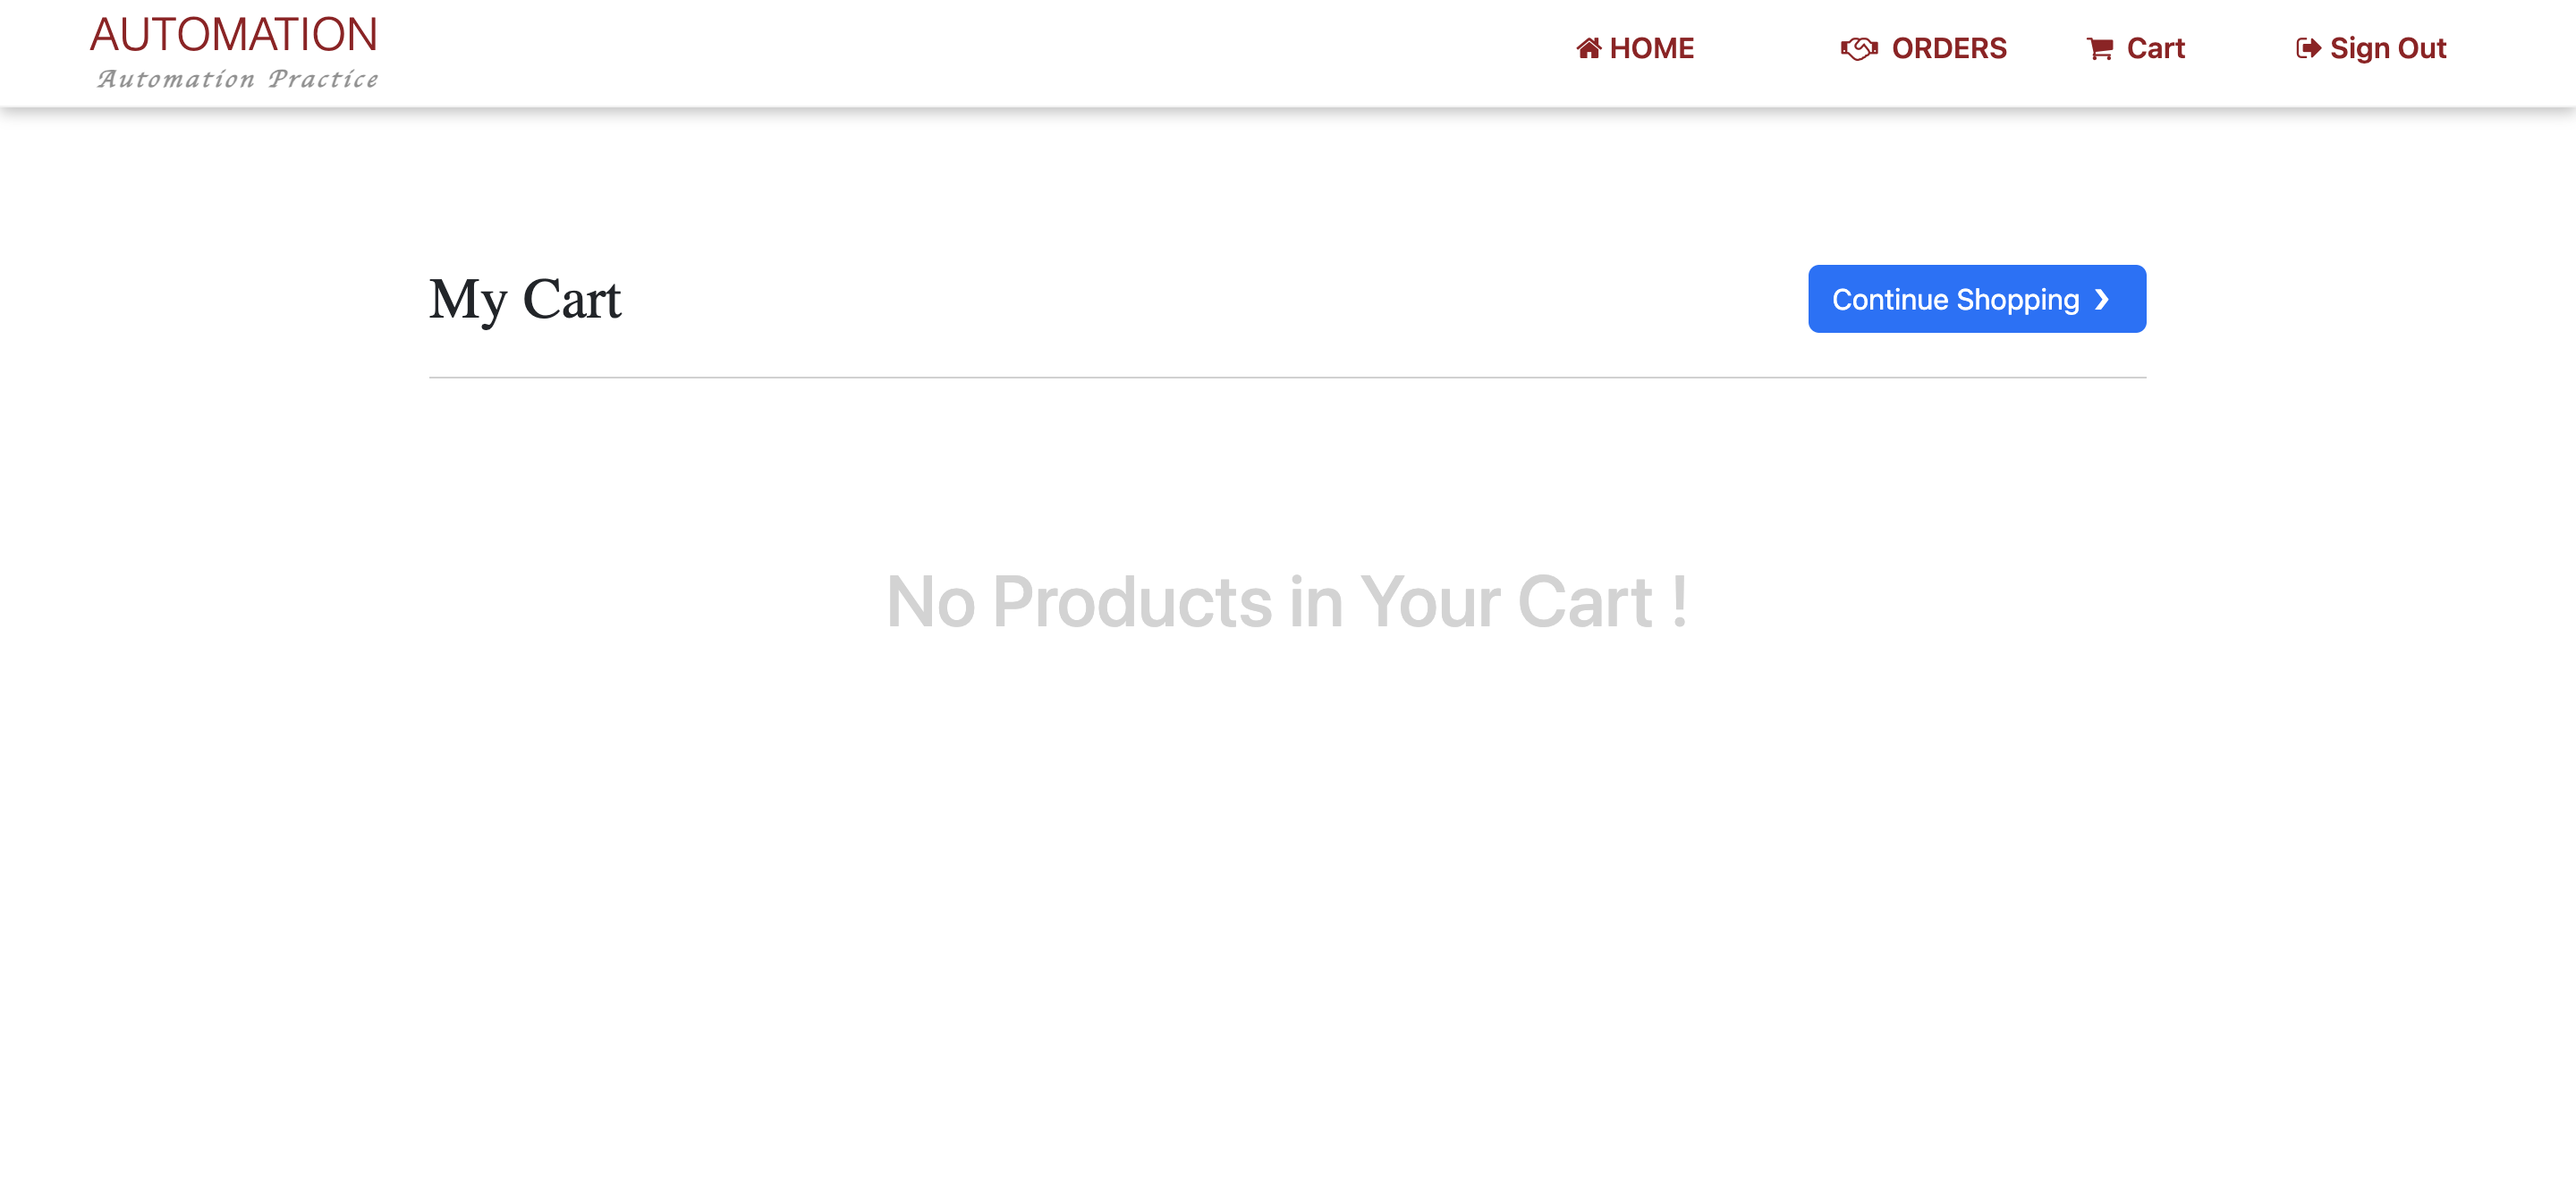 AUTOMATION
Automation Practice
HOME
ORDERS
Cart
Sign Out
My Cart
Continue Shopping ❯
No Products in Your Cart !